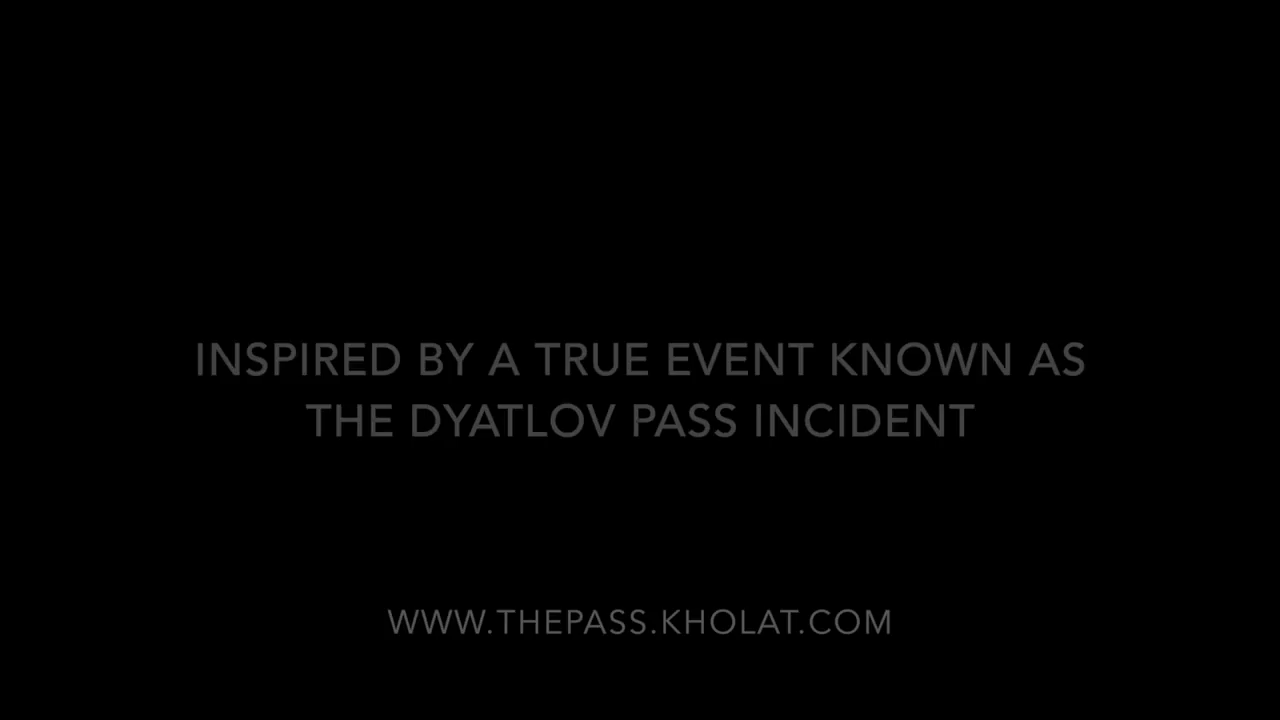 INSPIRED BY A TRUE EVENT KNOWN AS
THE DYATLOV PASS INCIDENT
WWW.THEPASS.KHOLAT.COM